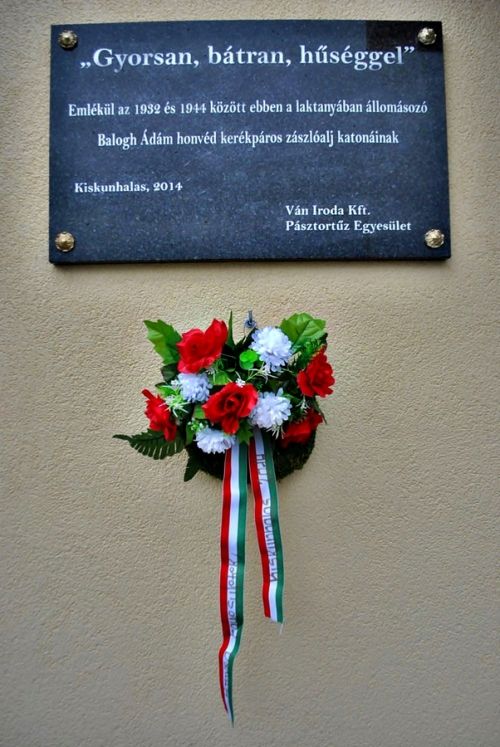 „Gyorsan, bátran, hűséggel”
Emlékül az 1932 és 1944 között ebben a laktanyában állomásozó
Balogh Ádám honvéd kerékpáros zászlóalj katonáinak
Kiskunhalas, 2014
Ván Iroda Kft.
Pásztortűz Egyesület
Kiskunhalas